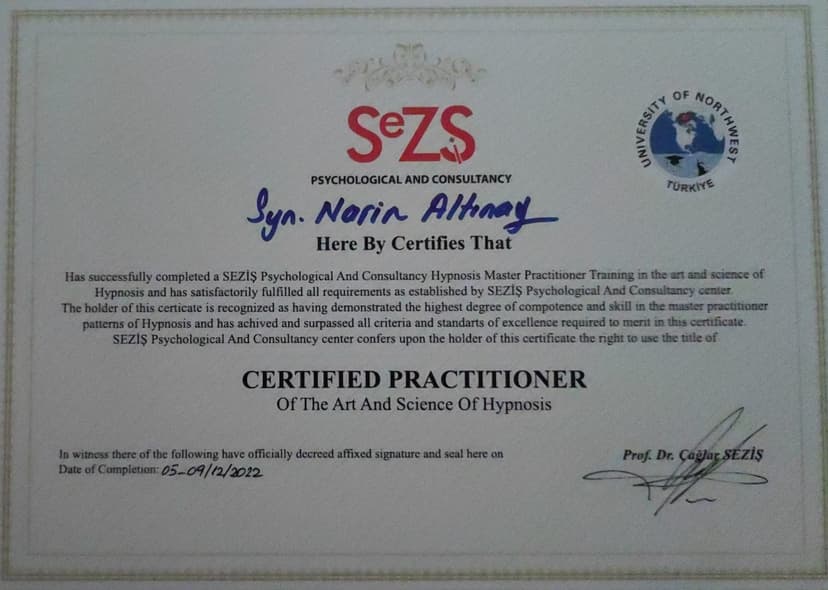 SeZS
PSYCHOLOGICAL AND CONSULTANCY
UNIVERSITY OF NORTHWEST
TÜRKİYE
Syn. Narin Altınay
Here By Certifies That
Has successfully completed a SEZİŞ Psychological And Consultancy Hypnosis Master Practitioner Training in the art and science of
Hypnosis and has satisfactorily fulfilled all requirements as established by SEZİŞ Psychological And Consultancy center.
The holder of this certicate is recognized as having demonstrated the highest degree of compotence and skill in the master practitioner
patterns of Hypnosis and has achived and surpassed all criteria and standarts of excellence required to merit in this certificate.
SEZİŞ Psychological And Consultancy center confers upon the holder of this certificate the right to use the title of
CERTIFIED PRACTITIONER
Of The Art And Science Of Hypnosis
In witness there of the following have officially decreed affixed signature and seal here on
Date of Completion: 05-09/12/2022
Prof. Dr. Çağlar SEZİŞ